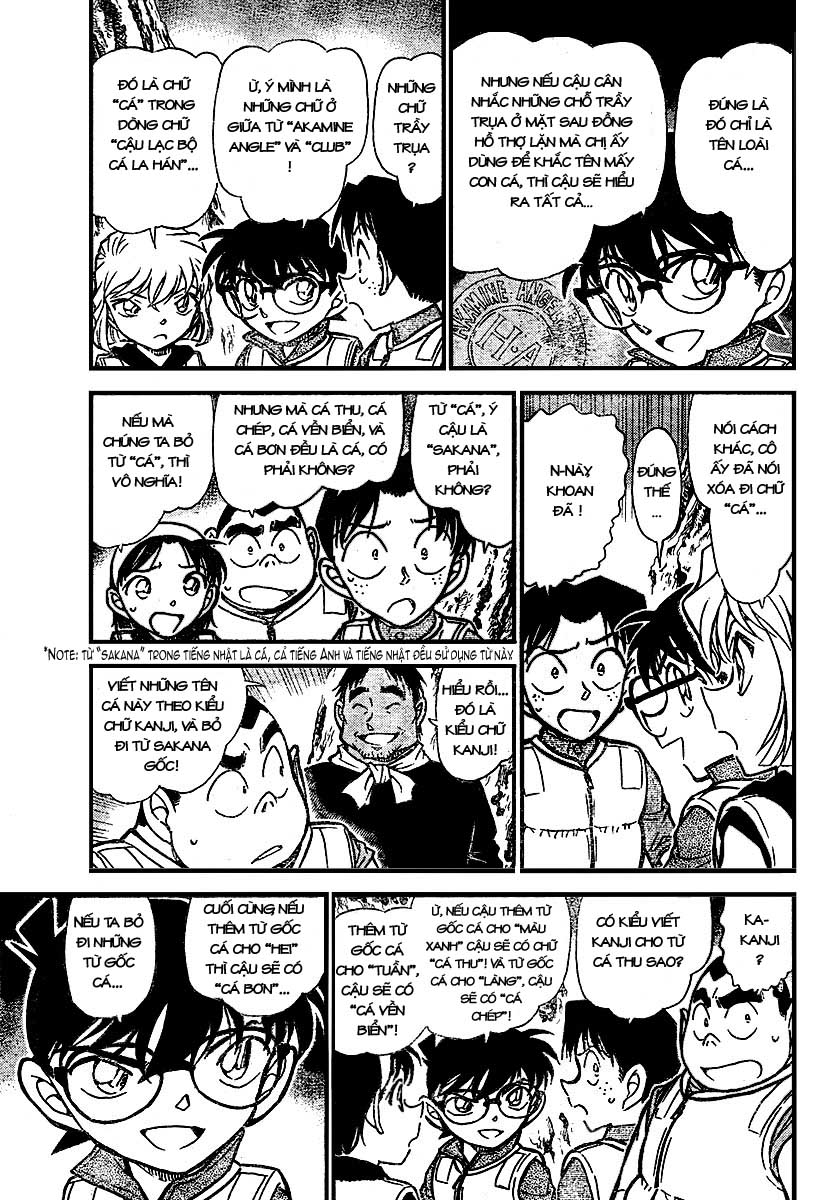 ĐÚNG LÀ
ĐÓ CHỈ LÀ
TÊN LOÀI
CÁ...
NHƯNG NẾU CẬU CÂN
NHẮC NHỮNG CHỖ TRẦY
TRỤA Ở MẶT SAU ĐỒNG
HỒ THỢ LẶN MÀ CHỊ ẤY
DÙNG ĐỂ KHẮC TÊN MẤY
CON CÁ, THÌ CẬU SẼ HIỂU
RA TẤT CẢ...
AKAMINE ANGEL
H.A
NHỮNG
CHỮ
TRẦY
TRỤA
?
Ừ, Ý MÌNH LÀ
NHỮNG CHỮ Ở
GIỮA TỪ "AKAMINE
ANGLE" VÀ "CLUB"
!
ĐÓ LÀ CHỮ
"CÁ" TRONG
DÒNG CHỮ
"CÂU LẠC BỘ
CÁ LA HÁN"...
NÓI CÁCH
KHÁC, CÔ
ẤY ĐÃ NÓI
XÓA ĐI CHỮ
"CÁ"...
ĐÚNG
THẾ
...
N-NÀY
KHOAN
ĐÃ !
TỪ "CÁ", Ý
CẬU LÀ
"SAKANA",
PHẢI
KHÔNG?
NHƯNG MÀ CÁ THU, CÁ
CHÉP, CÁ VỀN BIỂN, VÀ
CÁ BƠN ĐỀU LÀ CÁ, CÓ
PHẢI KHÔNG?
NẾU MÀ
CHÚNG TA BỎ
TỪ "CÁ", THÌ
VÔ NGHĨA!
*NOTE: TỪ "SAKANA" TRONG TIẾNG NHẬT LÀ CÁ, CẢ TIẾNG ANH VÀ TIẾNG NHẬT ĐỀU SỬ DỤNG TỪ NÀY
HIỂU RỒI...
ĐÓ LÀ
KIỂU CHỮ
KANJI!
VIẾT NHỮNG TÊN
CÁ NÀY THEO KIỂU
CHỮ KANJI, VÀ BỎ
ĐI TỪ SAKANA
GỐC!
KA-
KANJI
?
CÓ KIỂU VIẾT
KANJI CHO TỪ
CÁ THU SAO?
Ừ, NẾU CẬU THÊM TỪ
GỐC CÁ CHO "MÀU
XANH" CẬU SẼ CÓ CHỮ
"CÁ THU"! VÀ TỪ GỐC
CÁ CHO "LÀNG", CẬU
SẼ CÓ "CÁ
CHÉP"!
THÊM TỪ
GỐC CÁ
CHO "TUẦN",
CẬU SẼ CÓ
"CÁ VỀN
BIỂN"!
CUỐI CÙNG, NẾU
THÊM TỪ GỐC
CÁ CHO "HEI"
THÌ CẬU SẼ CÓ
"CÁ BƠN"...
NẾU TA BỎ
ĐI NHỮNG
TỪ GỐC
CÁ...